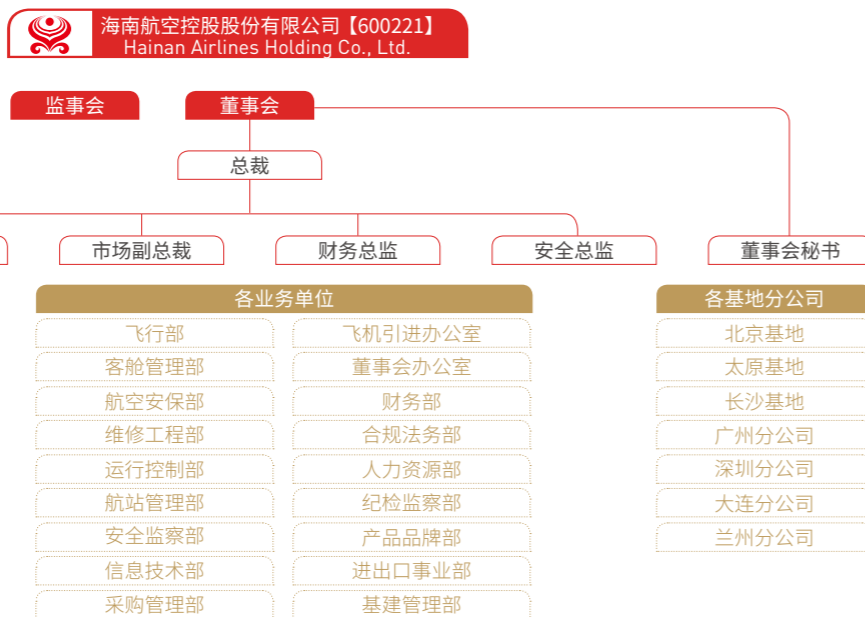 海南航空控股股份有限公司【600221】
Hainan Airlines Holding Co., Ltd.
监事会
董事会
总裁
市场副总裁
财务总监
安全总监
董事会秘书
各业务单位
飞行部
飞机引进办公室
客舱管理部
董事会办公室
航空安保部
财务部
维修工程部
合规法务部
运行控制部
人力资源部
航站管理部
纪检监察部
安全监察部
产品品牌部
信息技术部
进出口事业部
采购管理部
基建管理部
各基地分公司
北京基地
太原基地
长沙基地
广州分公司
深圳分公司
大连分公司
兰州分公司